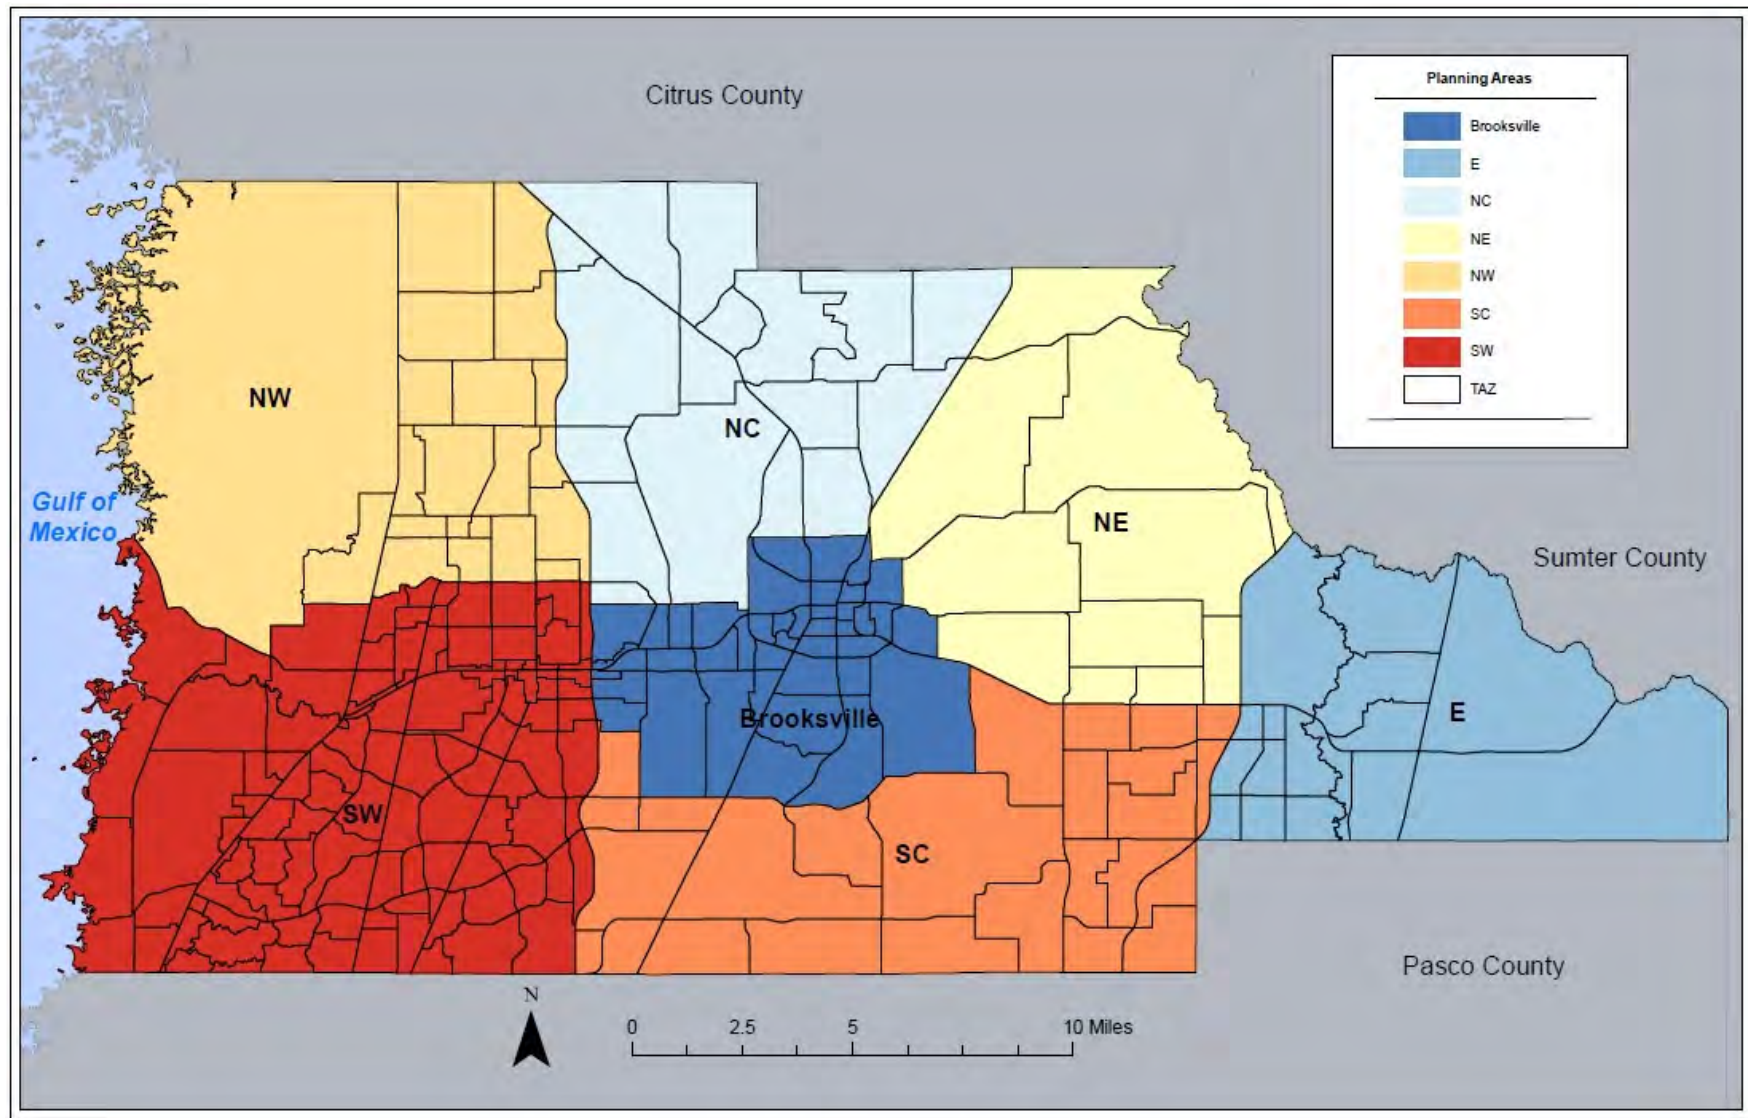 Citrus County
Planning Areas
Brooksville
E
NC
NE
NW
SC
SW
TAZ
NW
NC
Gulf of
Mexico
NE
Sumter County
Brooksville
E
SW
SC
Pasco County
N
0 2.5 5 10 Miles